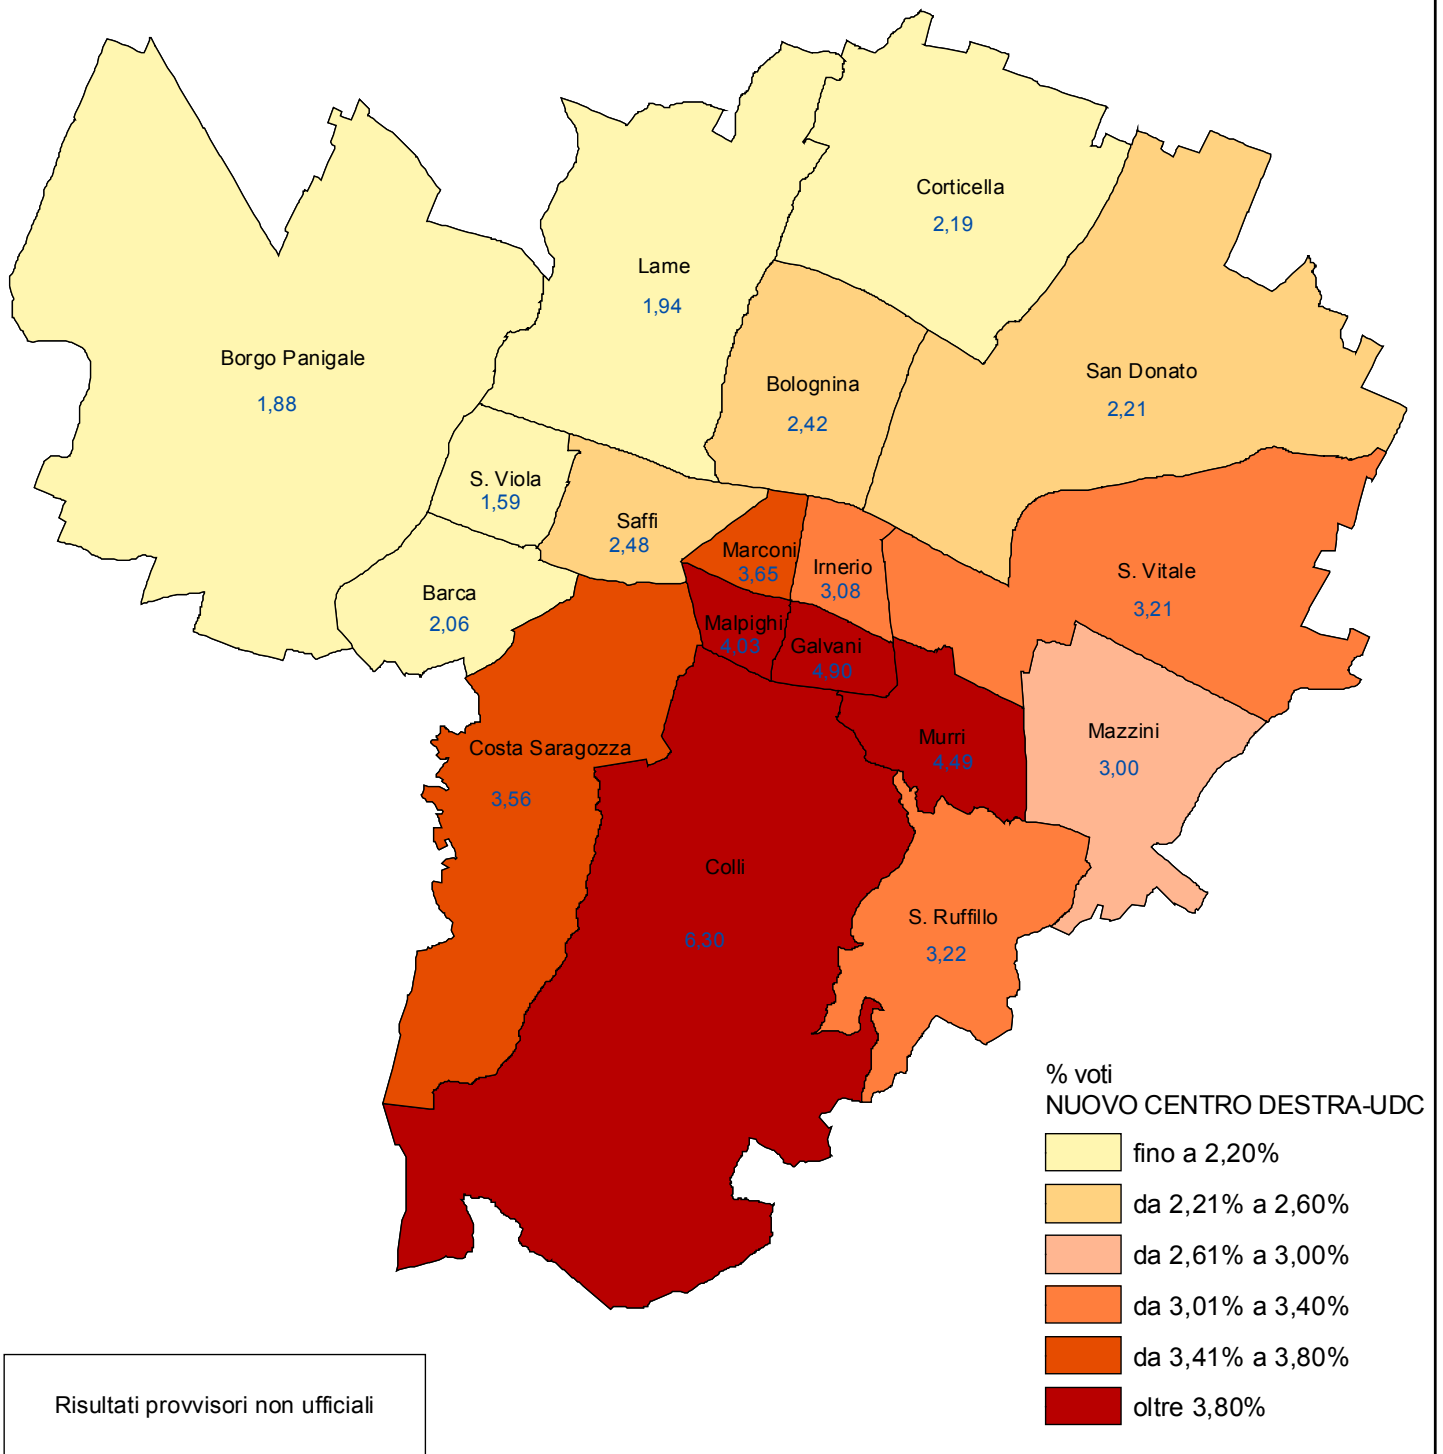 Corticella
2,19
Lame
1,94
Borgo Panigale
1,88
San Donato
2,21
Bolognina
2,42
S. Viola
1,59
Saffi
2,48
Marconi
3,65
Irnerio
3,08
S. Vitale
3,21
Barca
2,06
Malpighi
4,03
Galvani
4,90
Murri
4,49
Mazzini
3,00
Costa Saragozza
3,56
Colli
6,30
S. Ruffillo
3,22
% voti
NUOVO CENTRO DESTRA-UDC
fino a 2,20%
da 2,21% a 2,60%
da 2,61% a 3,00%
da 3,01% a 3,40%
da 3,41% a 3,80%
oltre 3,80%
Risultati provvisori non ufficiali